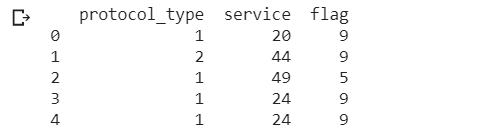 protocol_type service flag
0 1 20 9
1 2 44 9
2 1 49 5
3 1 24 9
4 1 24 9